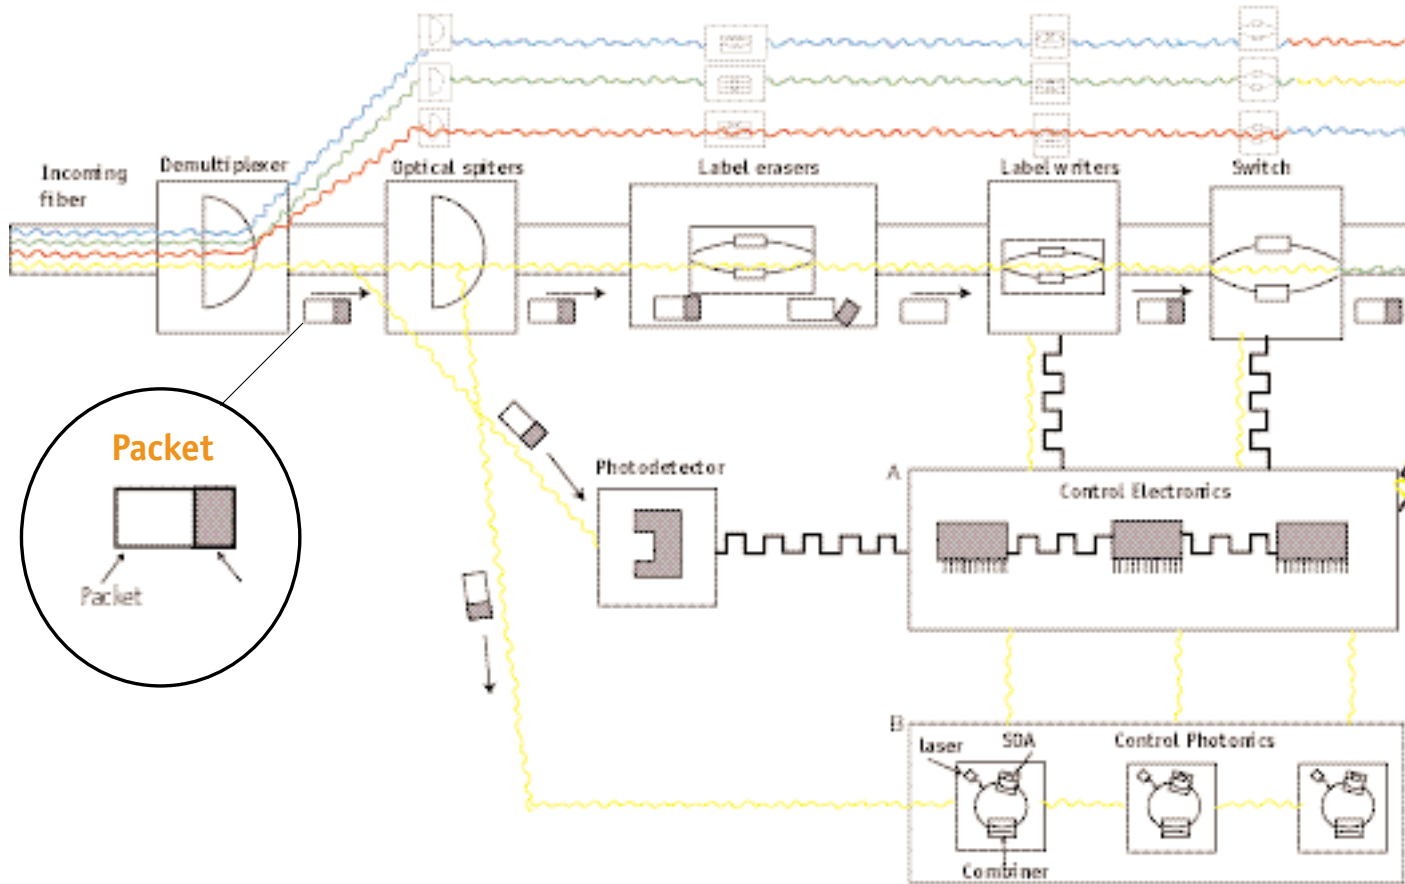 Incoming
fiber
Demultiplexer
Optical spiters
Label erasers
Label writers
Switch
Packet
Packet
Photodetector
A
Control Electronics
B
laser
SOA
Control Photonics
Combiner